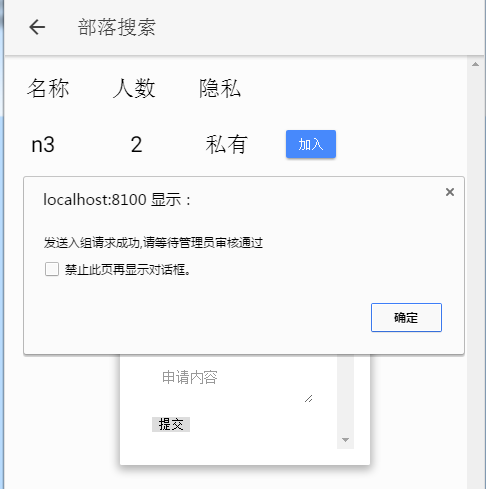 部落搜索
名称 人数 隐私
n3 2 私有 加入
localhost:8100 显示：
发送入组请求成功,请等待管理员审核通过
禁止此页再显示对话框。
确定
申请内容
提交